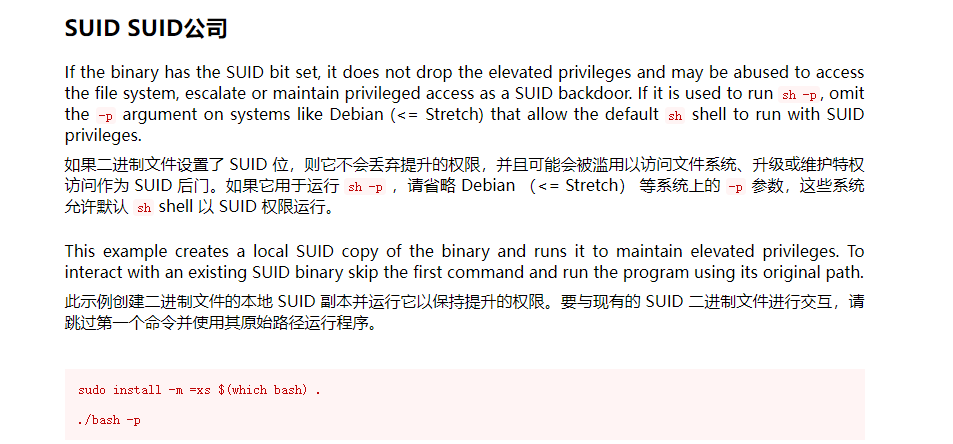 SUID SUID公司
If the binary has the SUID bit set, it does not drop the elevated privileges and may be abused to access
the file system, escalate or maintain privileged access as a SUID backdoor. If it is used to run sh -p, omit
the -p argument on systems like Debian (<= Stretch) that allow the default sh shell to run with SUID
privileges.
如果二进制文件设置了 SUID 位，则它不会丢弃提升的权限，并且可能会被滥用以访问文件系统、升级或维护特权
访问作为 SUID 后门。如果它用于运行 sh -p ，请省略 Debian （<= Stretch） 等系统上的 -p 参数，这些系统
允许默认 sh shell 以 SUID 权限运行。
This example creates a local SUID copy of the binary and runs it to maintain elevated privileges. To
interact with an existing SUID binary skip the first command and run the program using its original path.
此示例创建二进制文件的本地 SUID 副本并运行它以保持提升的权限。要与现有的 SUID 二进制文件进行交互，请
跳过第一个命令并使用其原始路径运行程序。
sudo install -m =xs $(which bash) .
./bash -p